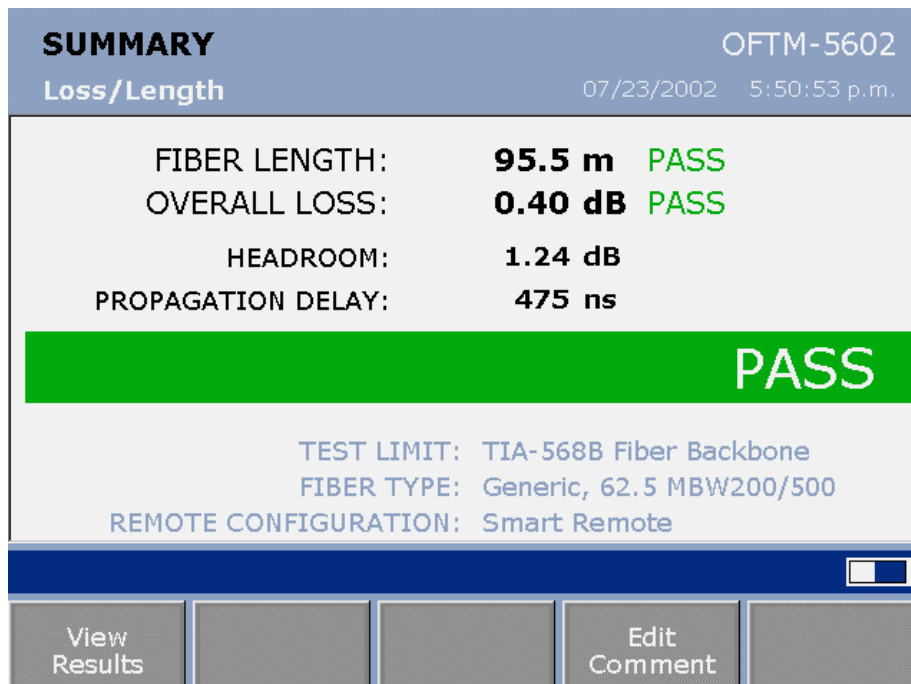 SUMMARY OFTM-5602
Loss/Length 07/23/2002 5:50:53 p.m.
FIBER LENGTH: 95.5 m PASS
OVERALL LOSS: 0.40 dB PASS
HEADROOM: 1.24 dB
PROPAGATION DELAY: 475 ns
PASS
TEST LIMIT: TIA-568B Fiber Backbone
FIBER TYPE: Generic, 62.5 MBW200/500
REMOTE CONFIGURATION: Smart Remote
View
Results
Edit
Comment